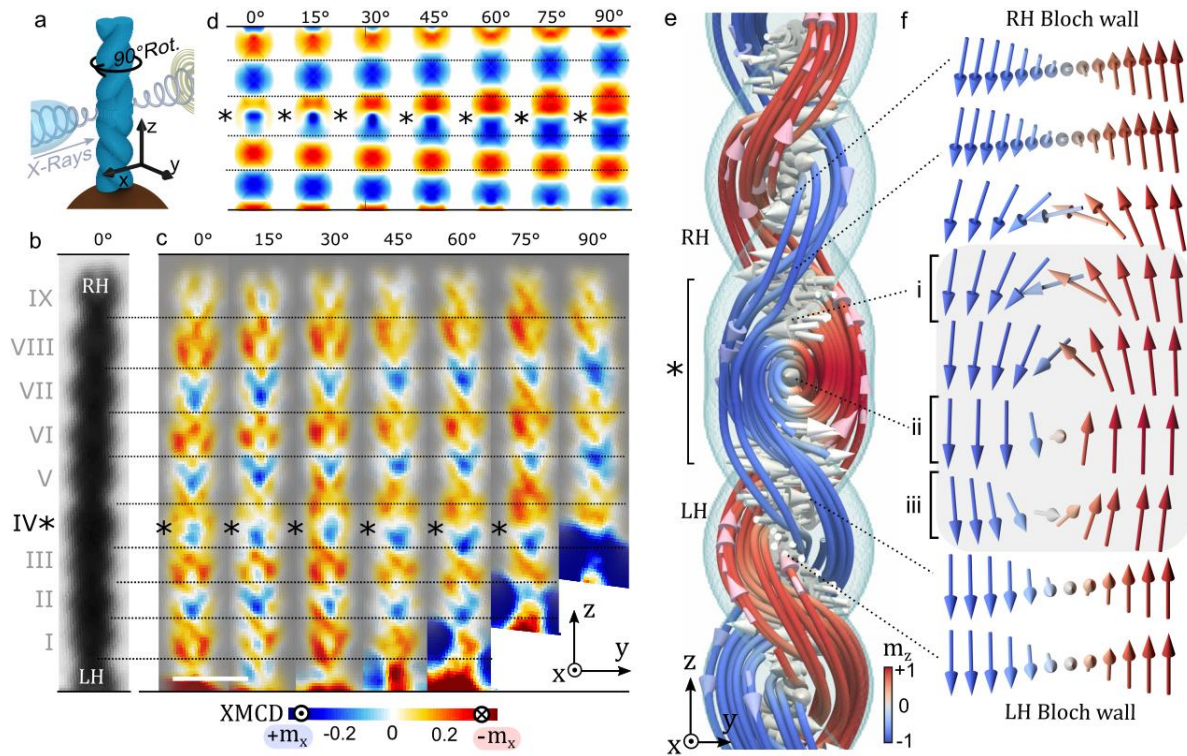 a
90°Rot.
X-Rays
z
y
x
d
0° 15° 30° 45° 60° 75° 90°
* * * * * * *
b
0°
RH
LH
c
0° 15° 30° 45° 60° 75° 90°
IX
VIII
VII
VI
V
IV*
III
II
I
* * * * * *
z
y
x
XMCD
-0.2 0 0.2
+mx
-mx
e
RH
*
LH
z
y
x
mz
+1
0
-1
f
RH Bloch wall
i
ii
iii
LH Bloch wall